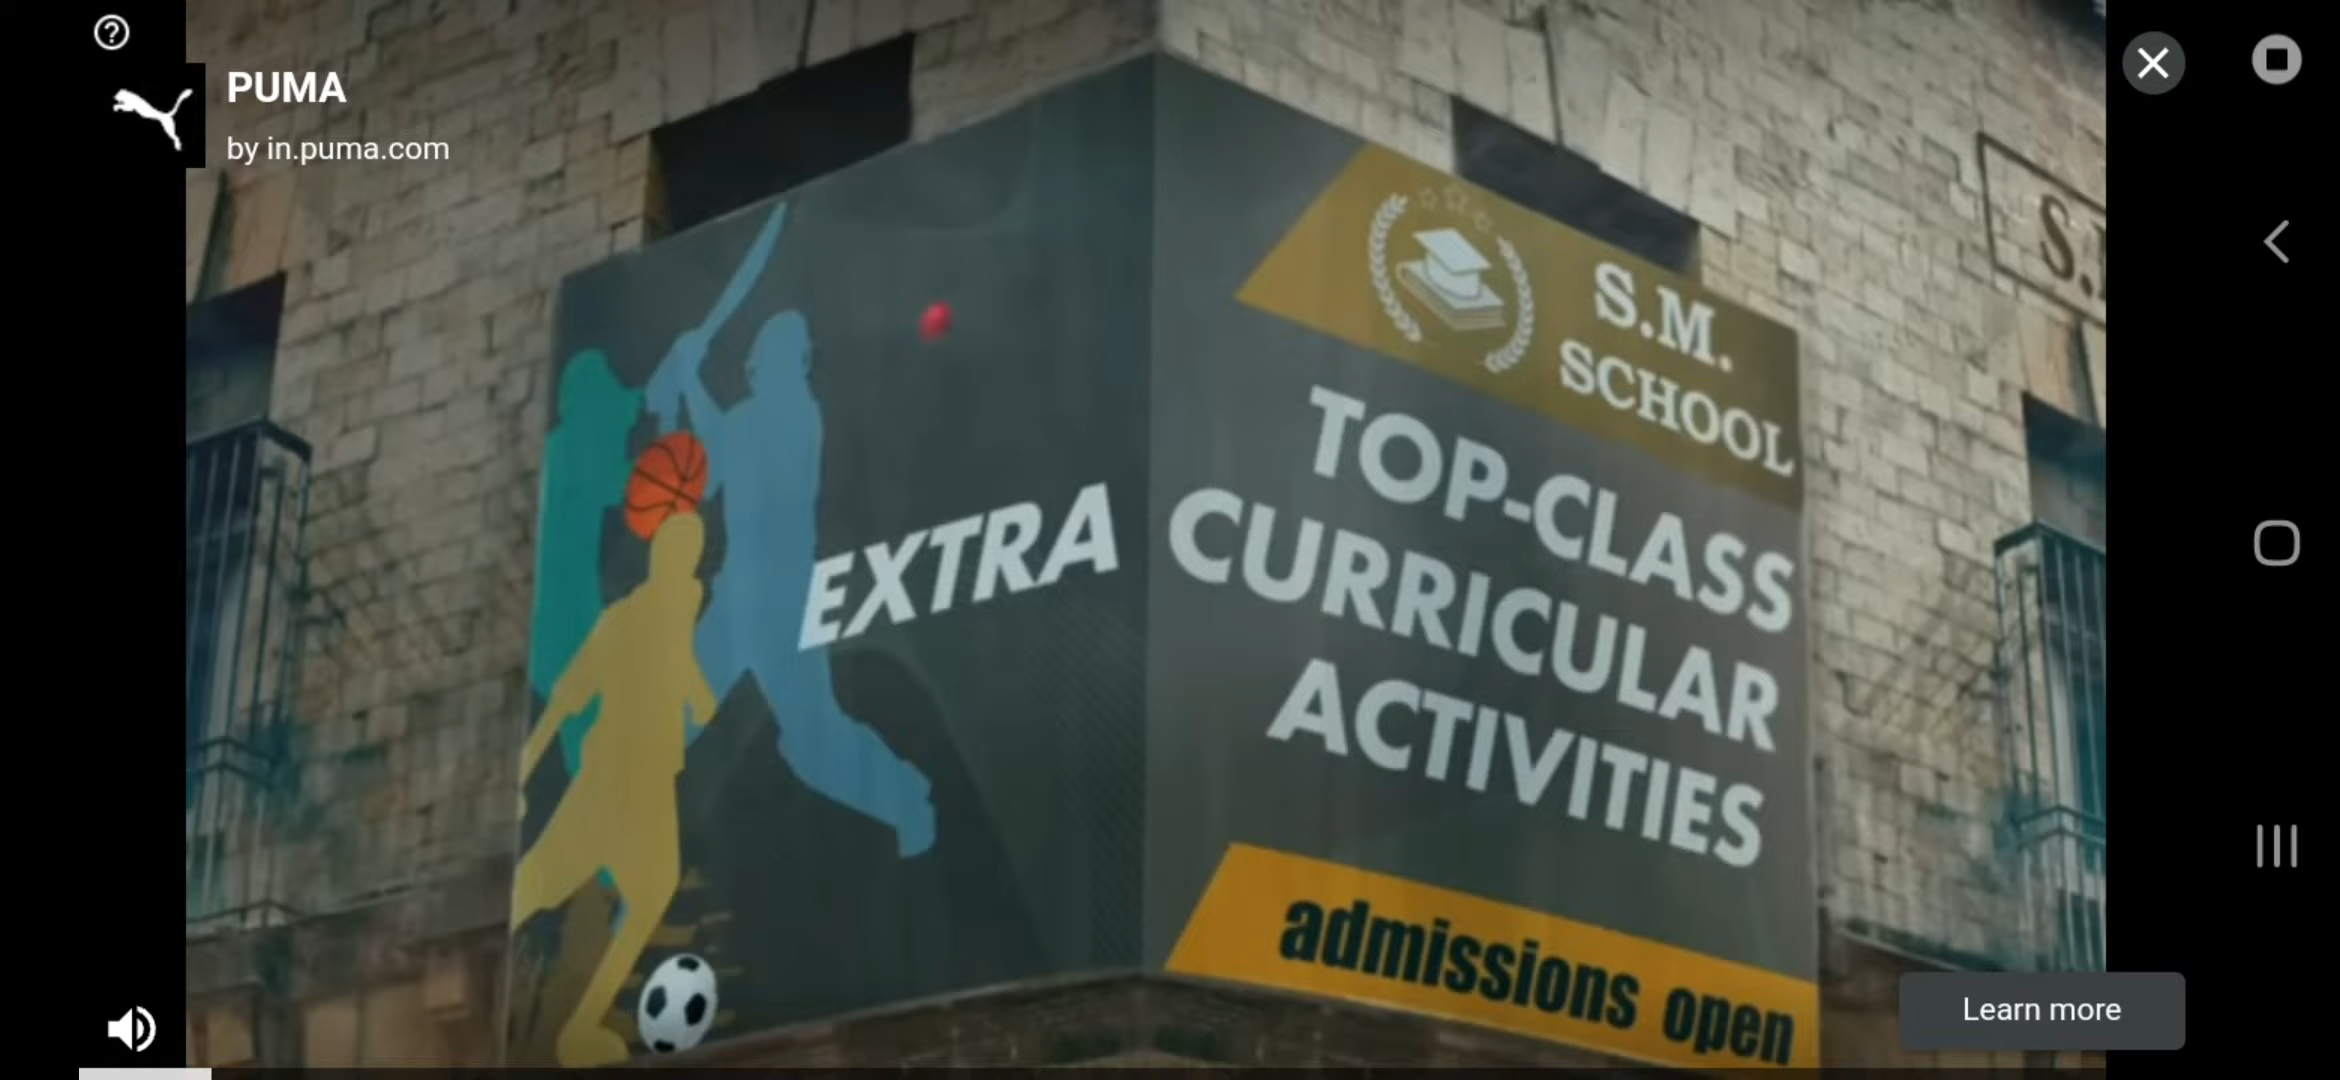 PUMA
by in.puma.com
S.M.
SCHOOL
TOP-CLASS
EXTRA CURRICULAR
ACTIVITIES
admissions open
Learn more